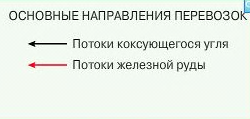 ОСНОВНЫЕ НАПРАВЛЕНИЯ ПЕРЕВОЗОК
Потоки коксующегося угля
Потоки железной руды